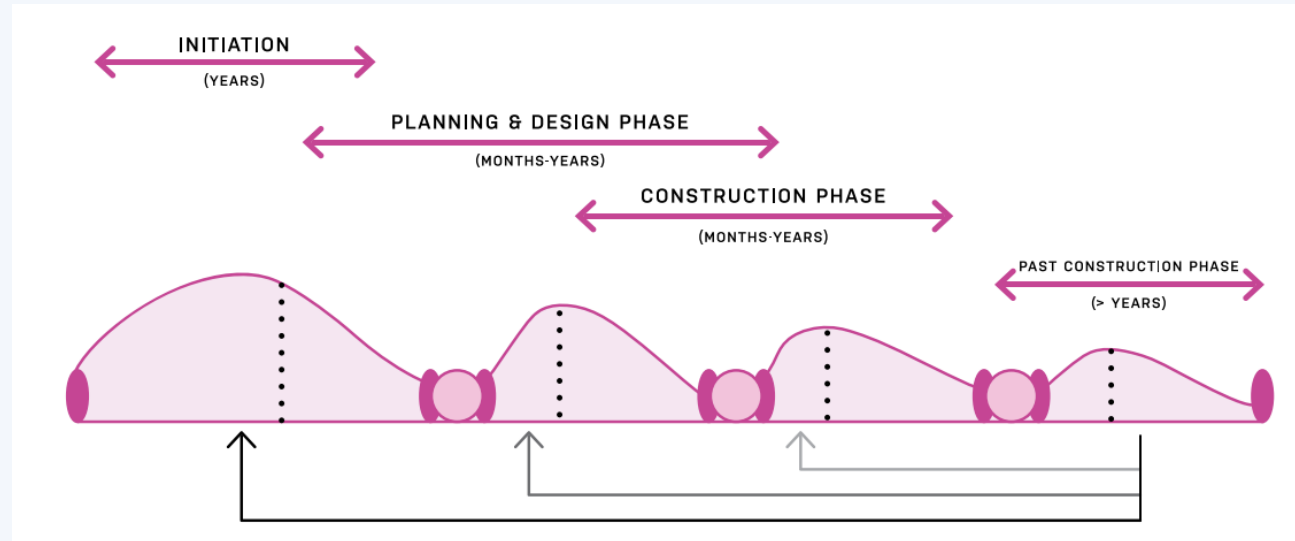 INITIATION
(YEARS)
PLANNING & DESIGN PHASE
(MONTHS-YEARS)
CONSTRUCTION PHASE
(MONTHS-YEARS)
PAST CONSTRUCTION PHASE
(> YEARS)